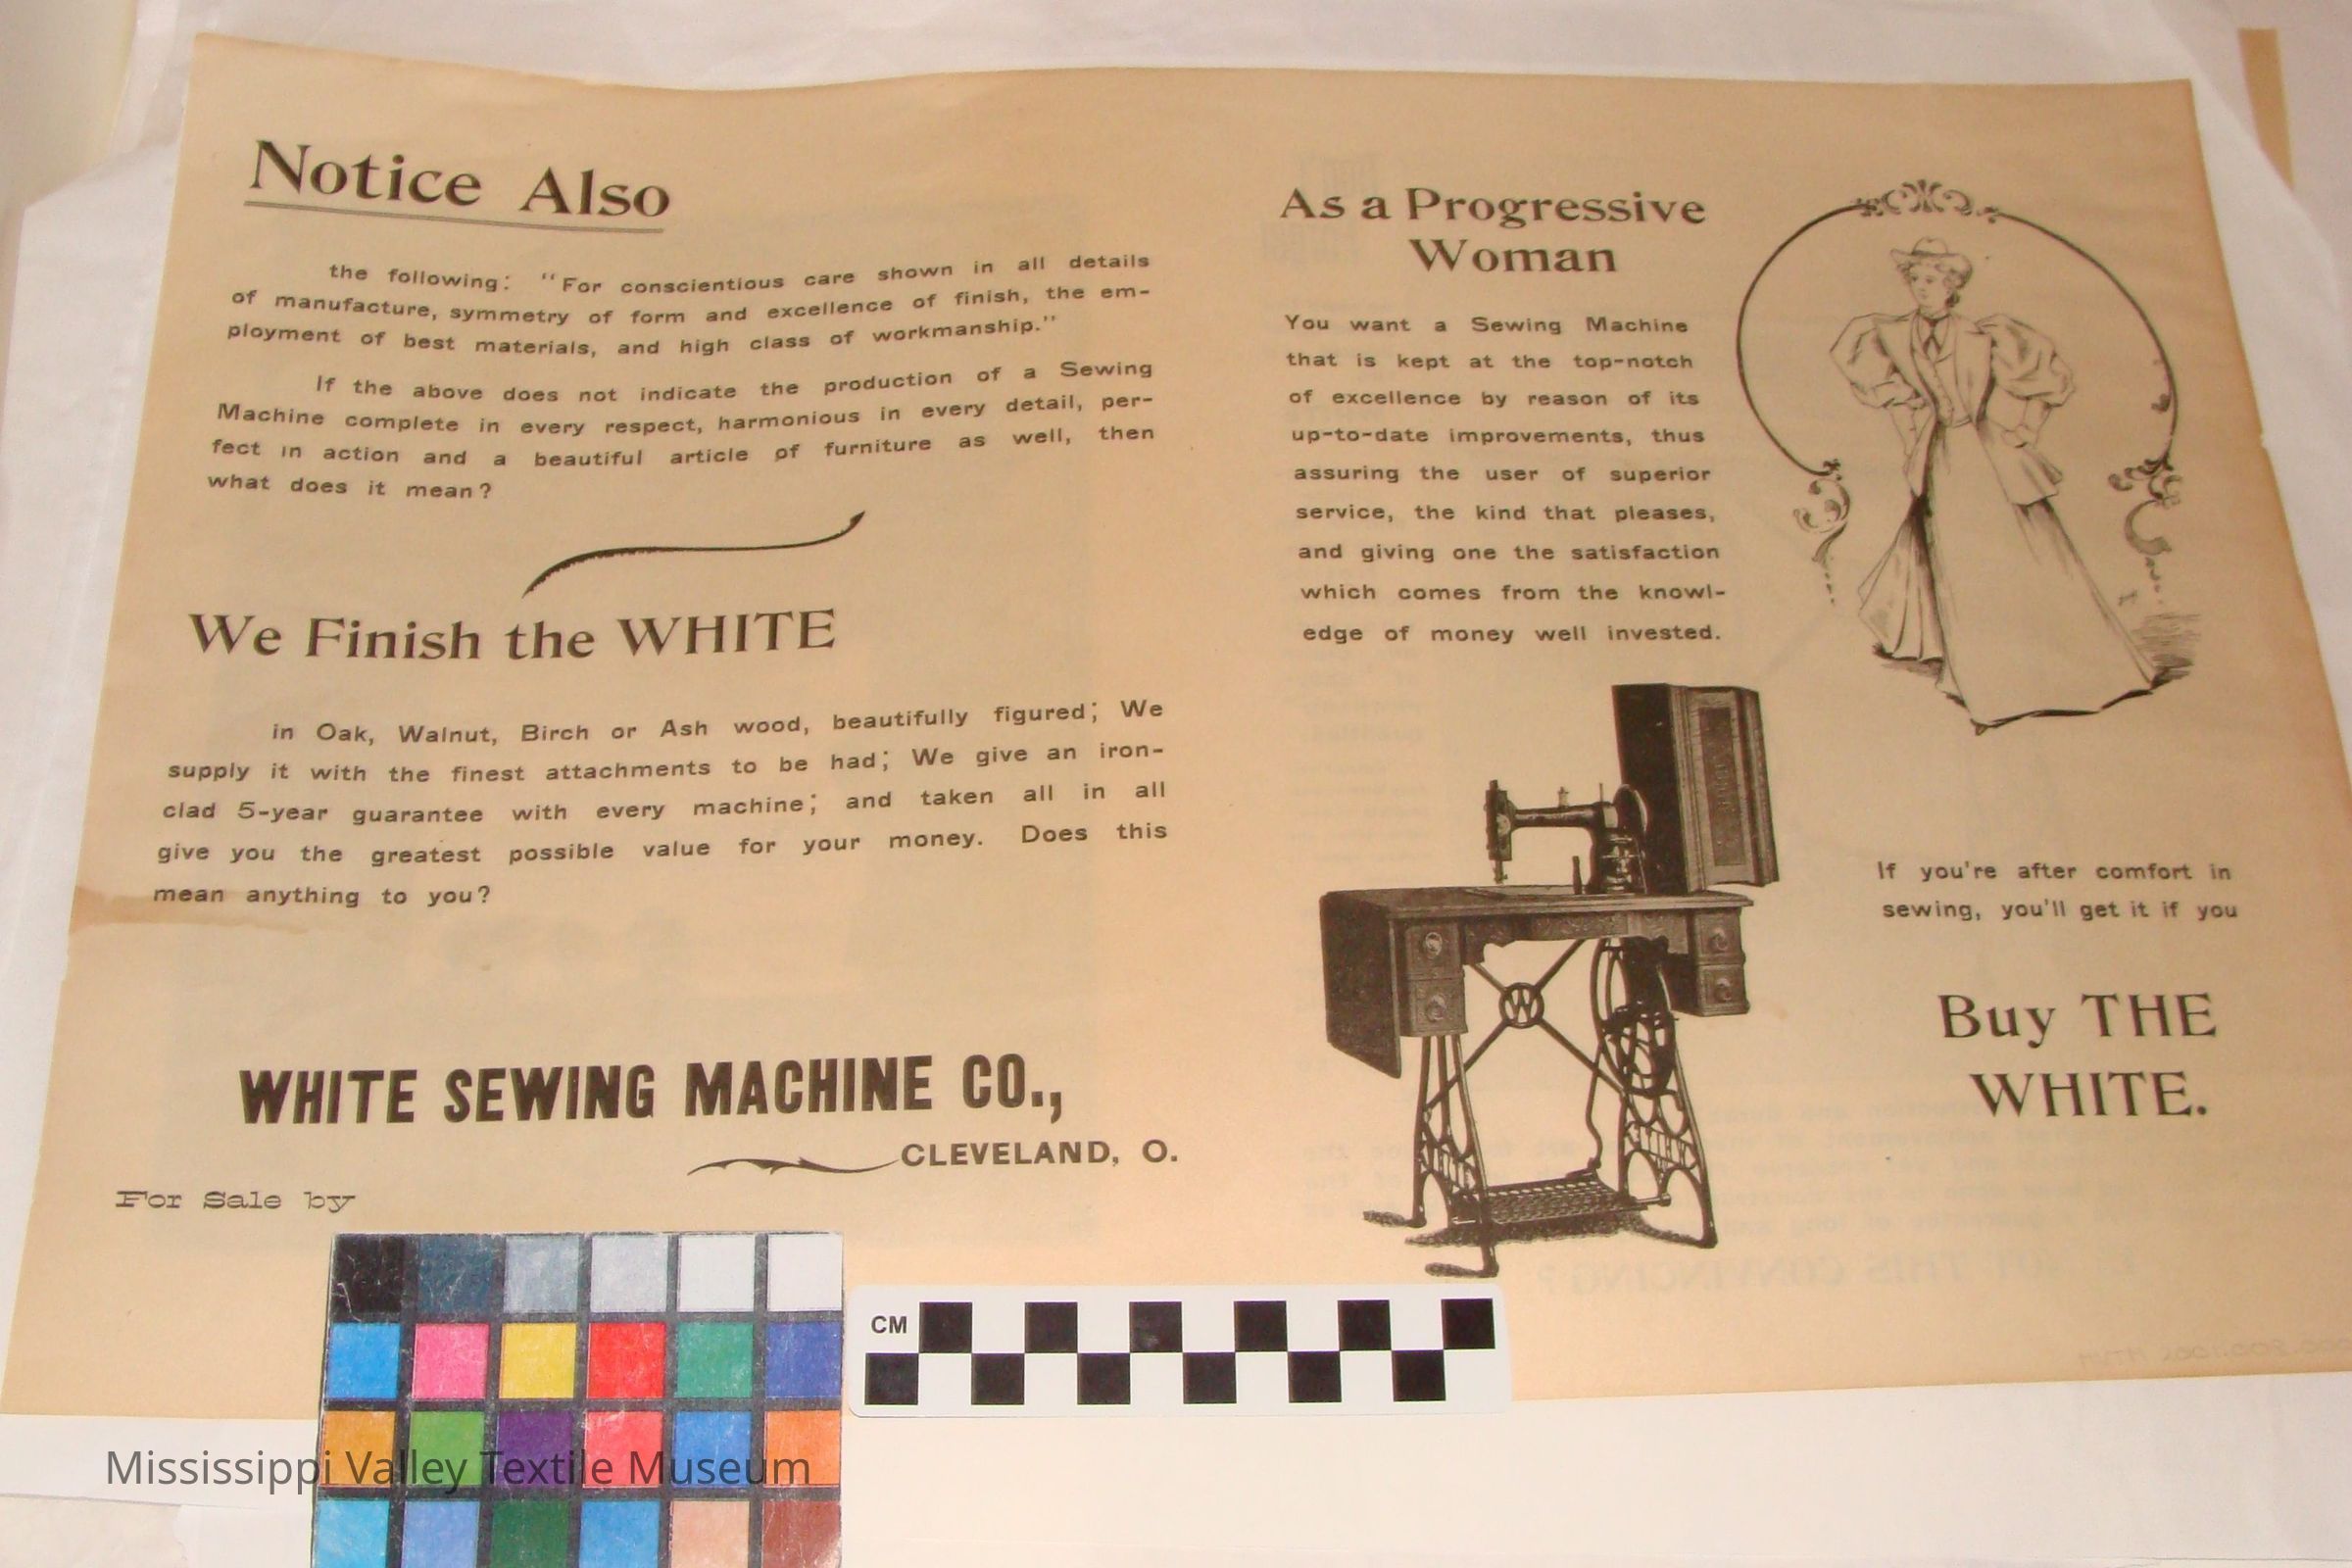 Notice Also
the following: "For conscientious care shown in all details
of manufacture, symmetry of form and excellence of finish, the em-
ployment of best materials, and high class of workmanship."
If the above does not indicate the production of a Sewing
Machine complete in every respect, harmonious in every detail, per-
fect in action and a beautiful article of furniture as well, then
what does it mean?
We Finish the WHITE
in Oak, Walnut, Birch or Ash wood, beautifully figured; We
supply it with the finest attachments to be had; We give an iron-
clad 5-year guarantee with every machine; and taken all in all
give you the greatest possible value for your money. Does this
mean anything to you?
WHITE SEWING MACHINE CO.,
CLEVELAND, O.
For Sale by
As a Progressive
Woman
You want a Sewing Machine
that is kept at the top-notch
of excellence by reason of its
up-to-date improvements, thus
assuring the user of superior
service, the kind that pleases,
and giving one the satisfaction
which comes from the knowl-
edge of money well invested.
W
If you're after comfort in
sewing, you'll get it if you
Buy THE
WHITE.
CM
Mississippi Valley Textile Museum